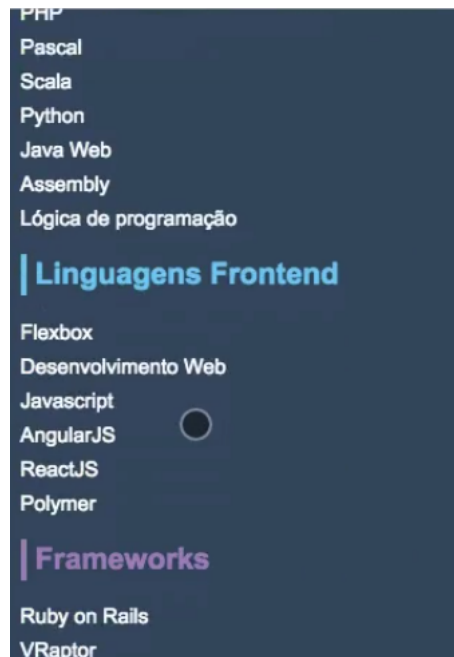 PHP
Pascal
Scala
Python
Java Web
Assembly
Lógica de programação
Linguagens Frontend
Flexbox
Desenvolvimento Web
Javascript
AngularJS
ReactJS
Polymer
Frameworks
Ruby on Rails
VRaptor